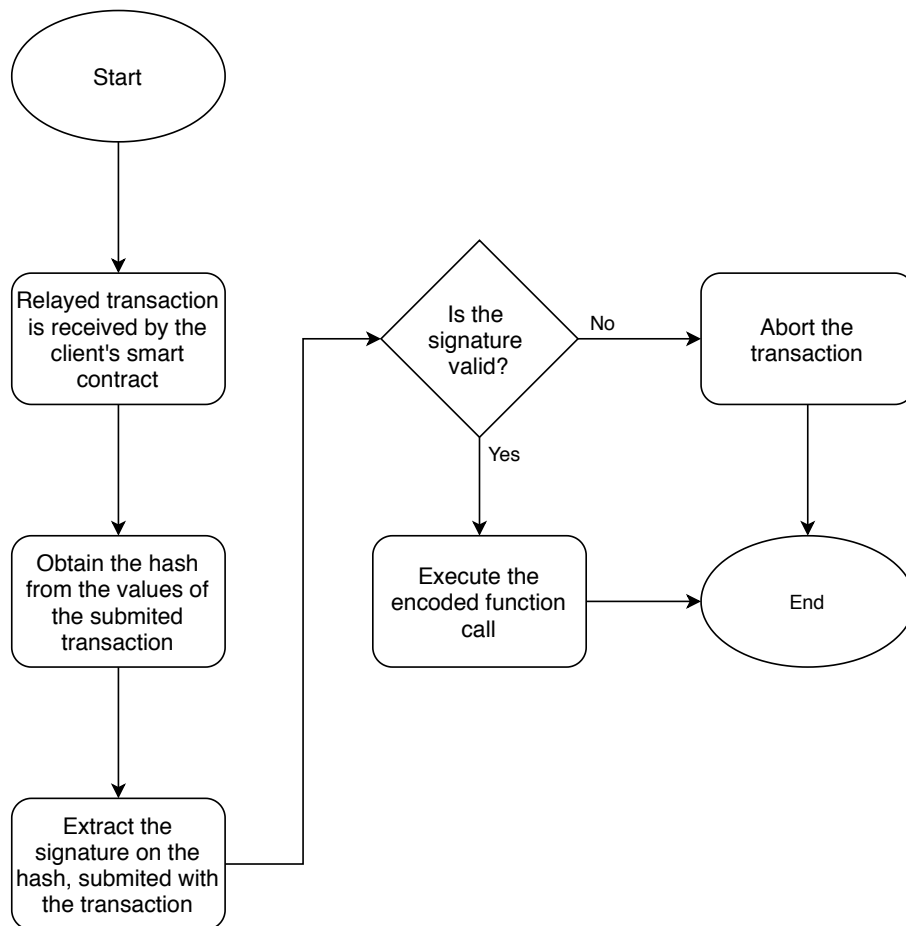 Start
Relayed transaction
is received by the
client's smart
contract
Obtain the hash
from the values of
the submited
transaction
Extract the
signature on the
hash, submited with
the transaction
Is the
signature
valid?
No
Abort the
transaction
Yes
Execute the
encoded function
call
End